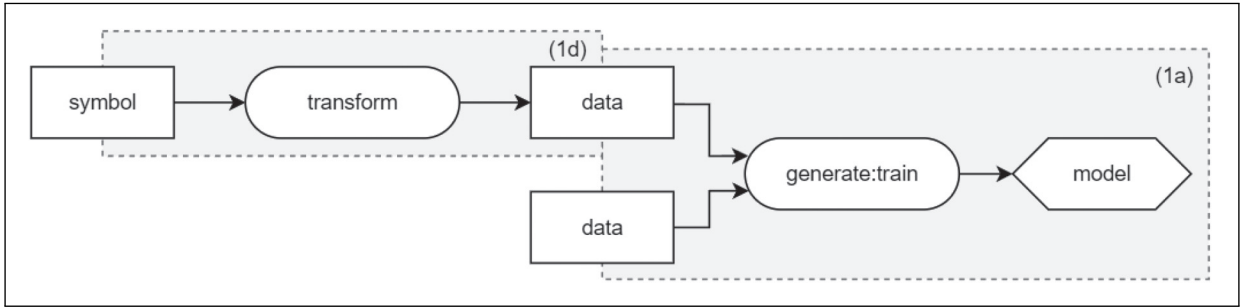 (1d)
(1a)
symbol
transform
data
generate:train
model
data